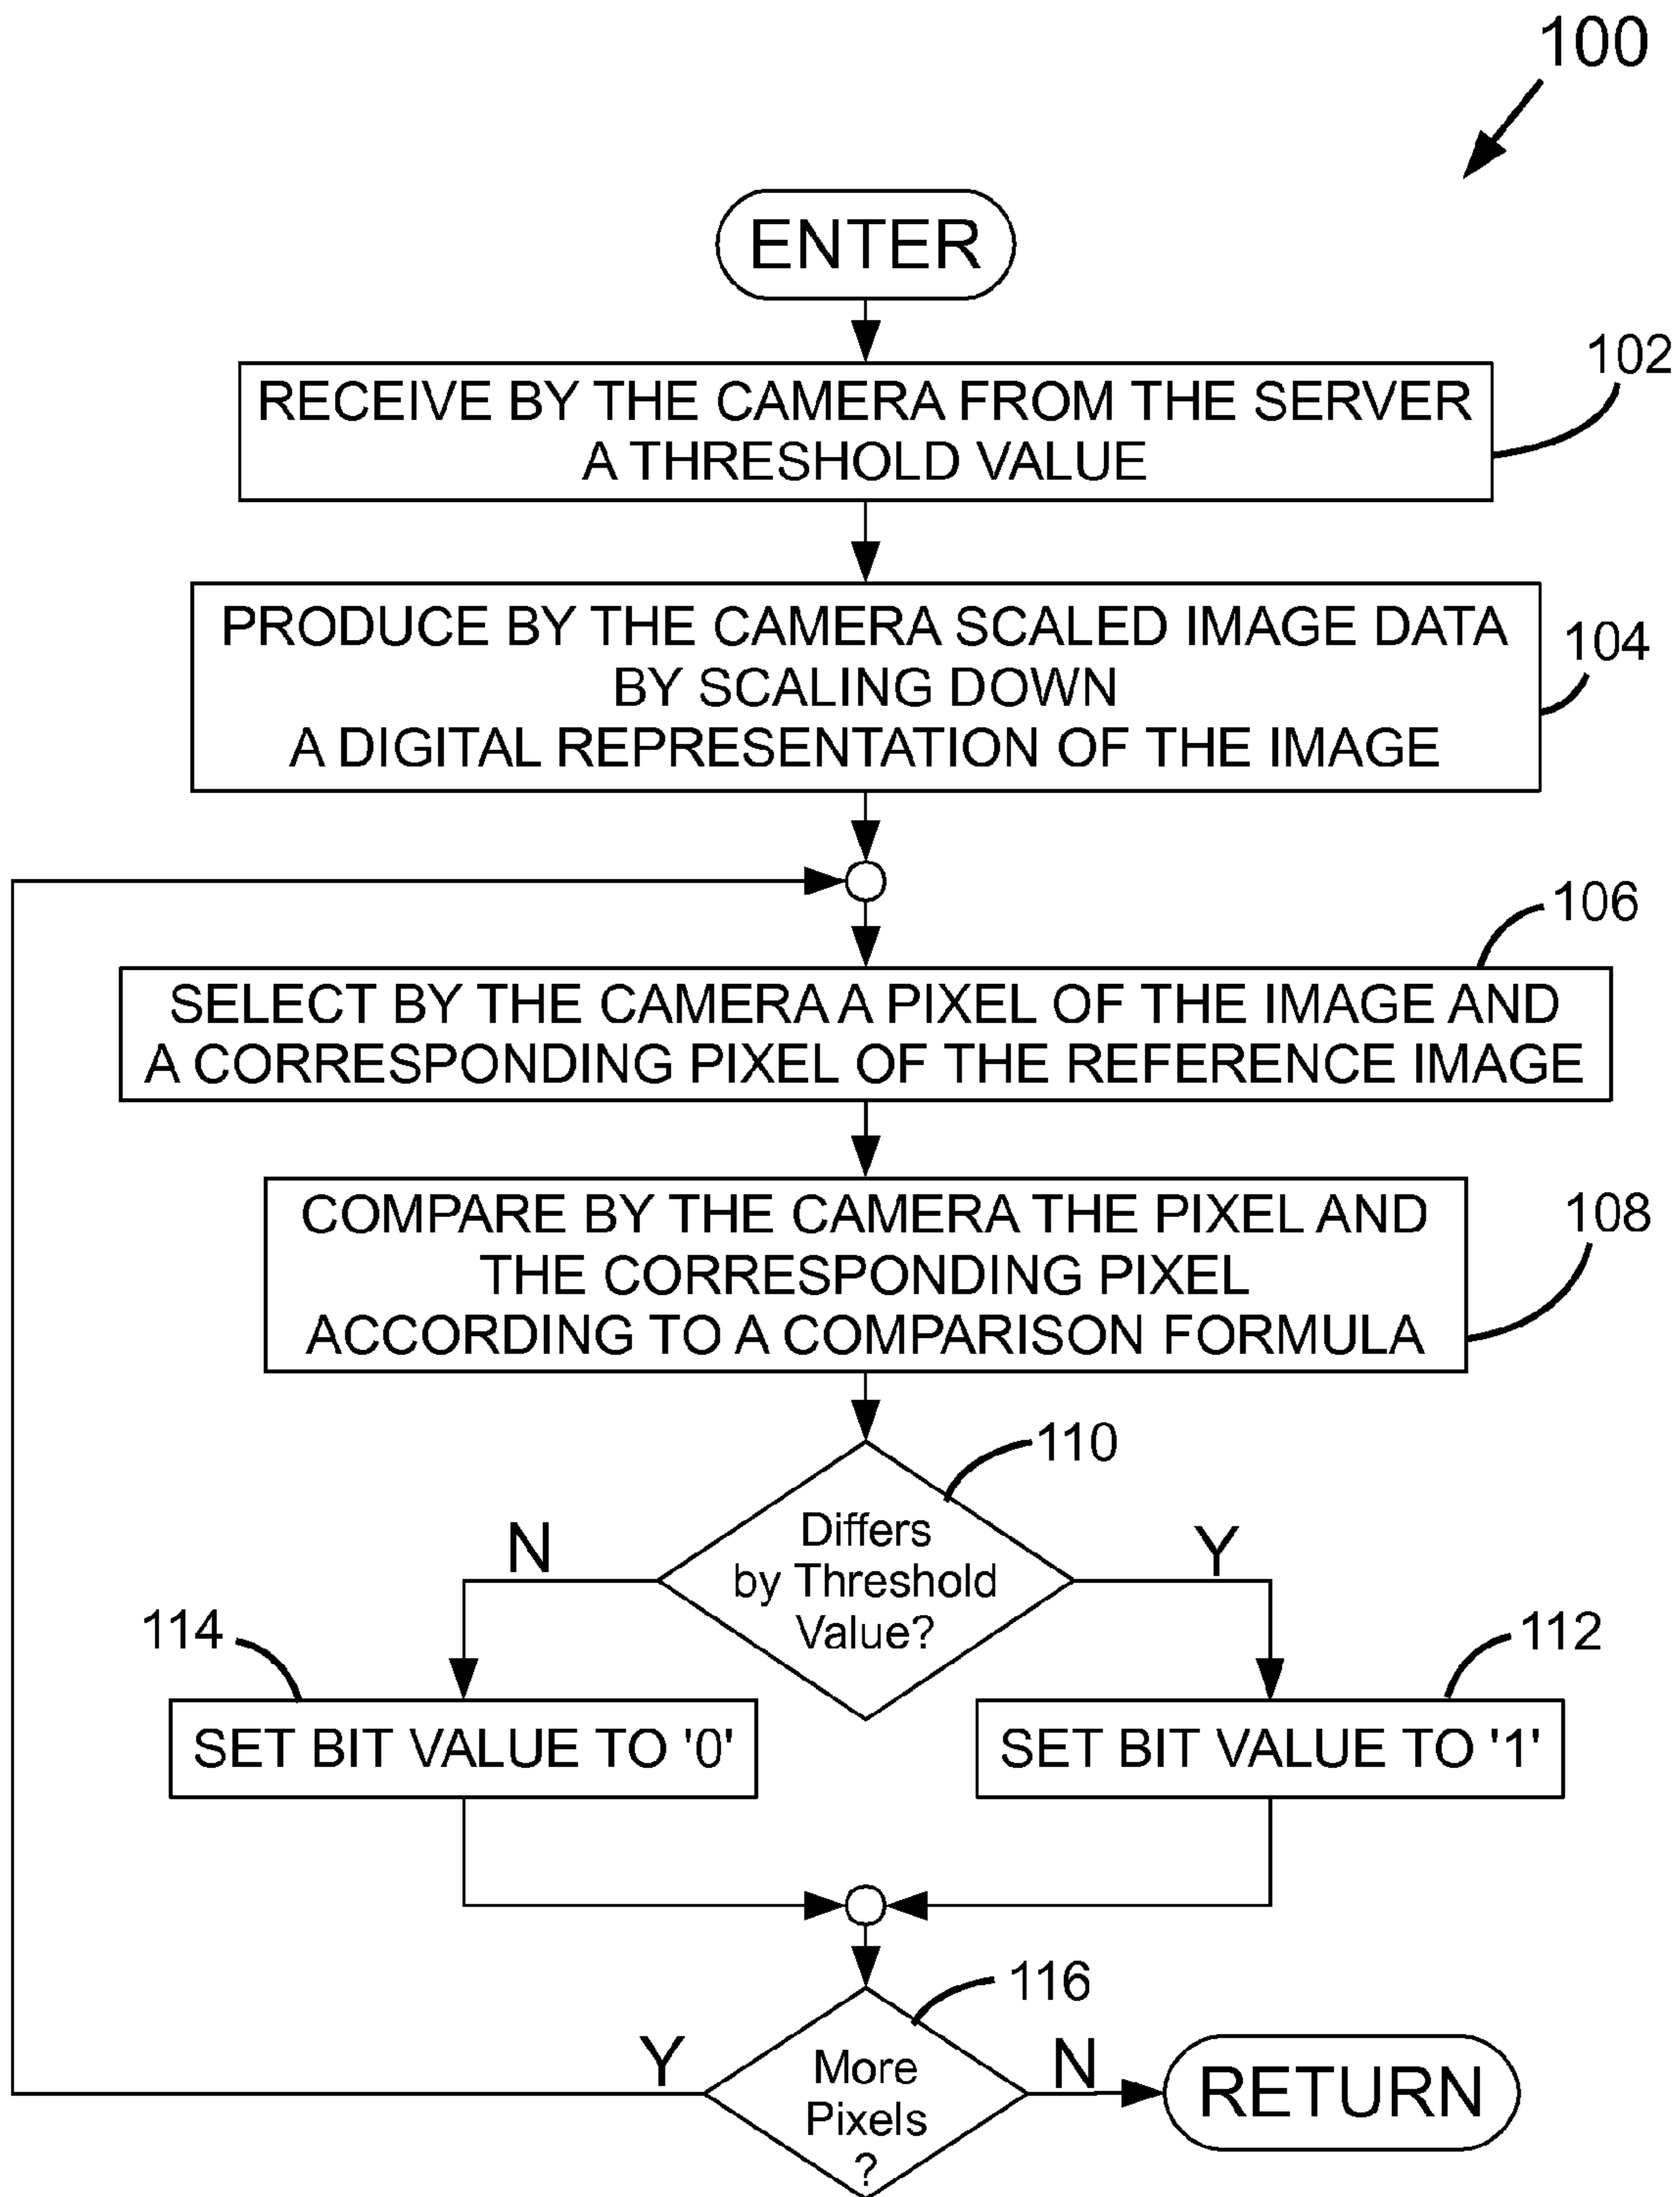 100
ENTER
102
RECEIVE BY THE CAMERA FROM THE SERVER
A THRESHOLD VALUE
104
PRODUCE BY THE CAMERA SCALED IMAGE DATA
BY SCALING DOWN
A DIGITAL REPRESENTATION OF THE IMAGE
106
SELECT BY THE CAMERA A PIXEL OF THE IMAGE AND
A CORRESPONDING PIXEL OF THE REFERENCE IMAGE
108
COMPARE BY THE CAMERA THE PIXEL AND
THE CORRESPONDING PIXEL
ACCORDING TO A COMPARISON FORMULA
110
Differs
by Threshold
Value?
N
Y
114
112
SET BIT VALUE TO '0'
SET BIT VALUE TO '1'
116
More
Pixels
?
Y
N
RETURN